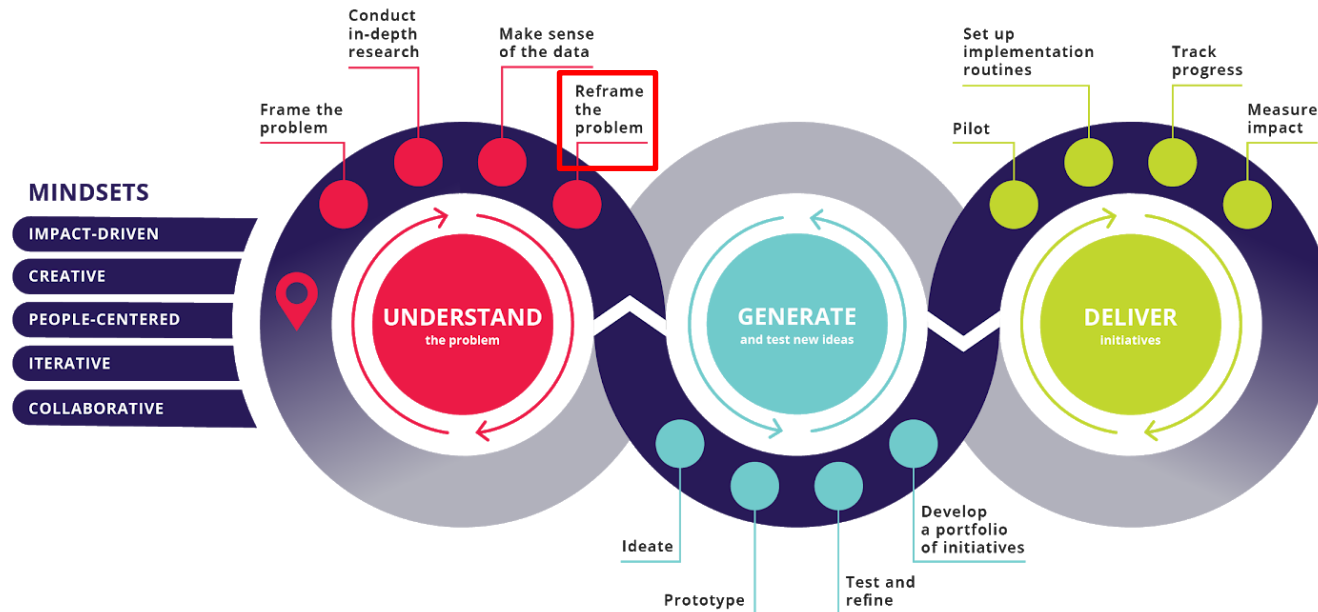 Conduct
in-depth
research
Make sense
of the data
Frame the
problem
Reframe
the
problem
Set up
implementation
routines
Track
progress
Pilot
Measure
impact
MINDSETS
IMPACT-DRIVEN
CREATIVE
PEOPLE-CENTERED
ITERATIVE
COLLABORATIVE
UNDERSTAND
the problem
GENERATE
and test new ideas
DELIVER
initiatives
Ideate
Prototype
Test and
refine
Develop
a portfolio
of initiatives